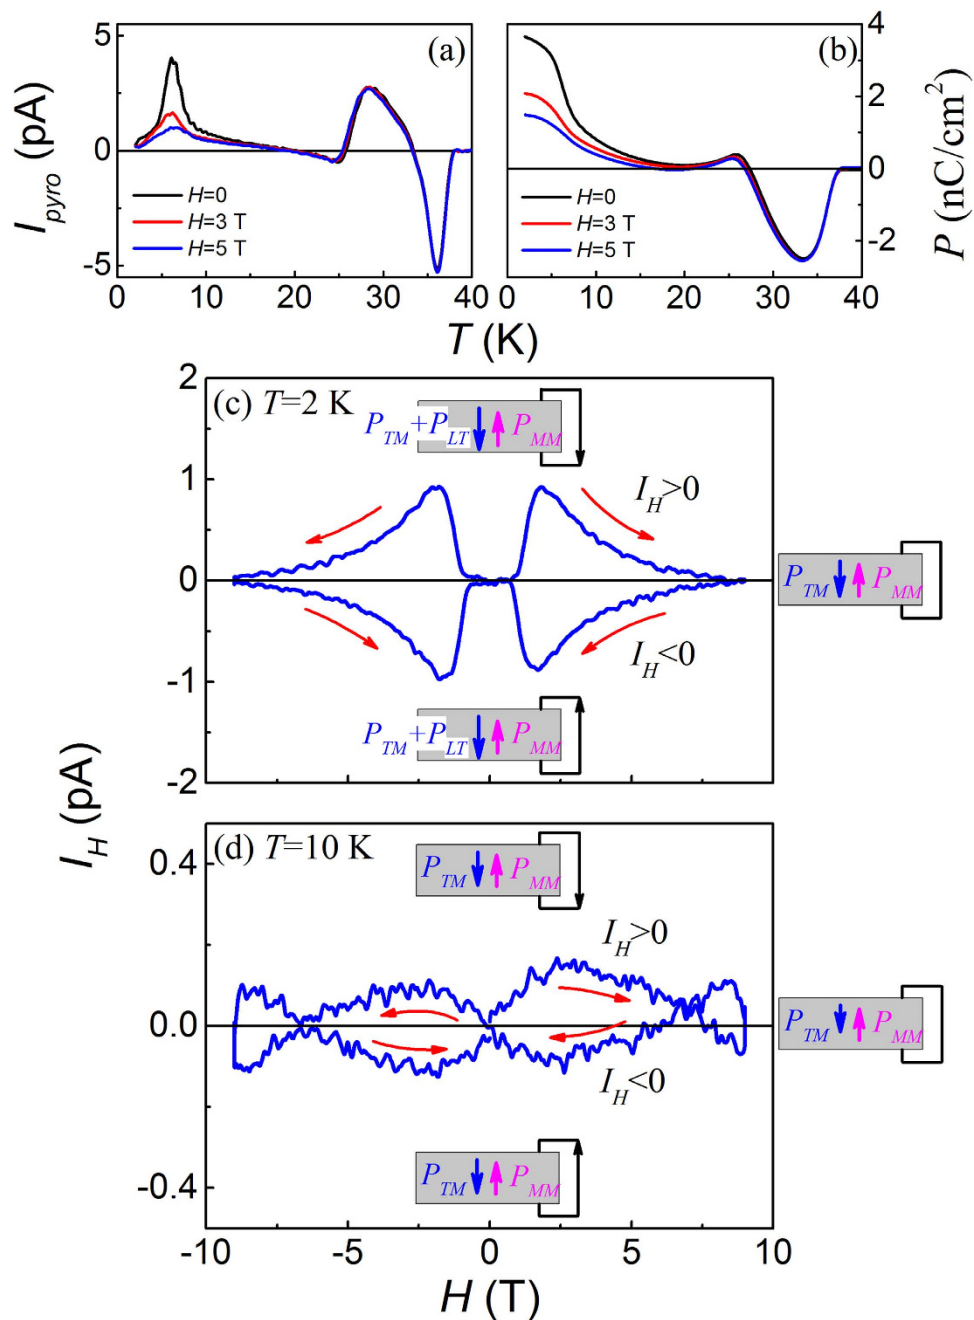 (a)
5
0
-5
I_pyro (pA)
H=0
H=3 T
H=5 T
0 10 20 30 40
(b)
4
2
0
-2
P (nC/cm²)
H=0
H=3 T
H=5 T
0 10 20 30 40
T (K)
(c) T=2 K
2
1
0
-1
-2
P_TM+P_LT P_MM
I_H>0
I_H<0
P_TM P_MM
P_TM+P_LT P_MM
I_H (pA)
(d) T=10 K
0.4
0.0
-0.4
P_TM P_MM
I_H>0
I_H<0
P_TM P_MM
P_TM P_MM
-10 -5 0 5 10
H (T)